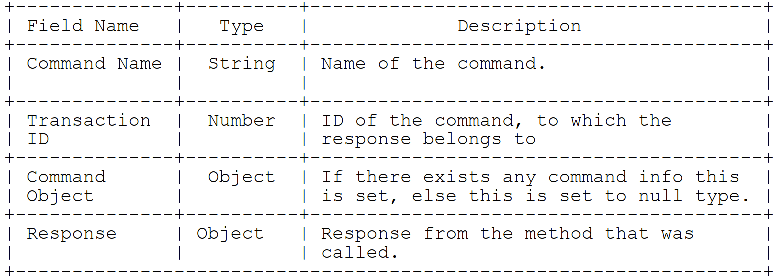 Field Name Type Description
Command Name String Name of the command.
Transaction Number ID of the command, to which the
ID response belongs to
Command Object If there exists any command info this
Object is set, else this is set to null type.
Response Object Response from the method that was
called.